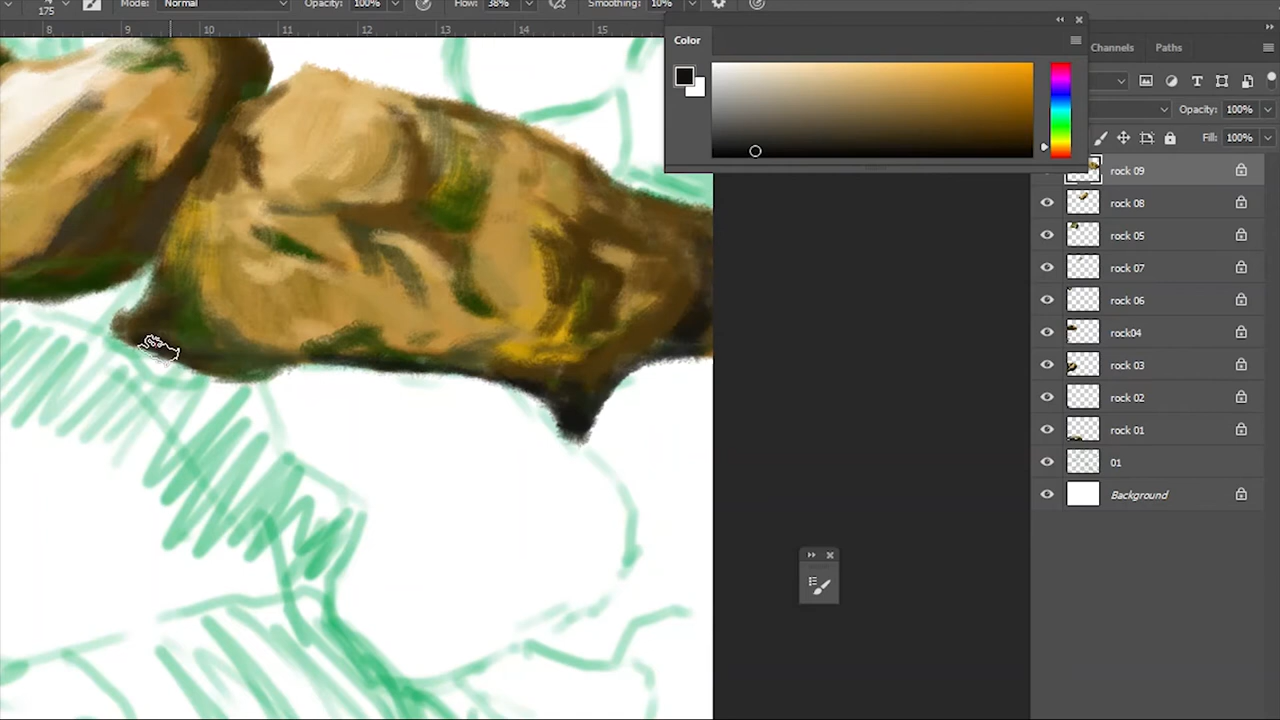 175 Mode: Normal Opacity: 100% Flow: 38% Smoothing: 10%
8 9 10 11 12 13 14 15
Color
Channels Paths
Opacity: 100%
Fill: 100%
rock 09
rock 08
rock 05
rock 07
rock 06
rock04
rock 03
rock 02
rock 01
01
Background